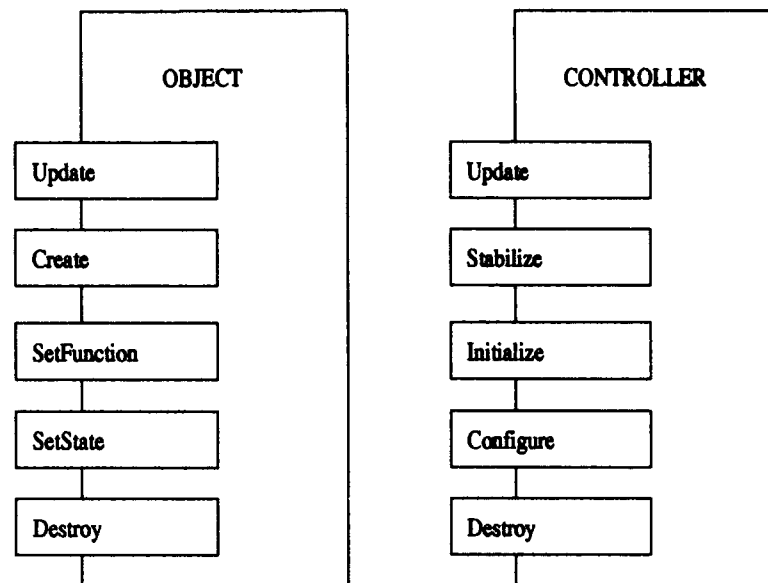 OBJECT
Update
Create
SetFunction
SetState
Destroy
CONTROLLER
Update
Stabilize
Initialize
Configure
Destroy